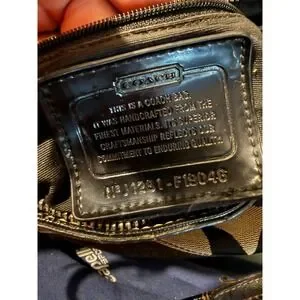 COACH
THIS IS A COACH BAG.
IT WAS HANDCRAFTED FROM THE
FINEST MATERIALS. ITS SUPERIOR
CRAFTSMANSHIP REFLECTS OUR
COMMITMENT TO ENDURING QUALITY.
Nº J1281-F19046